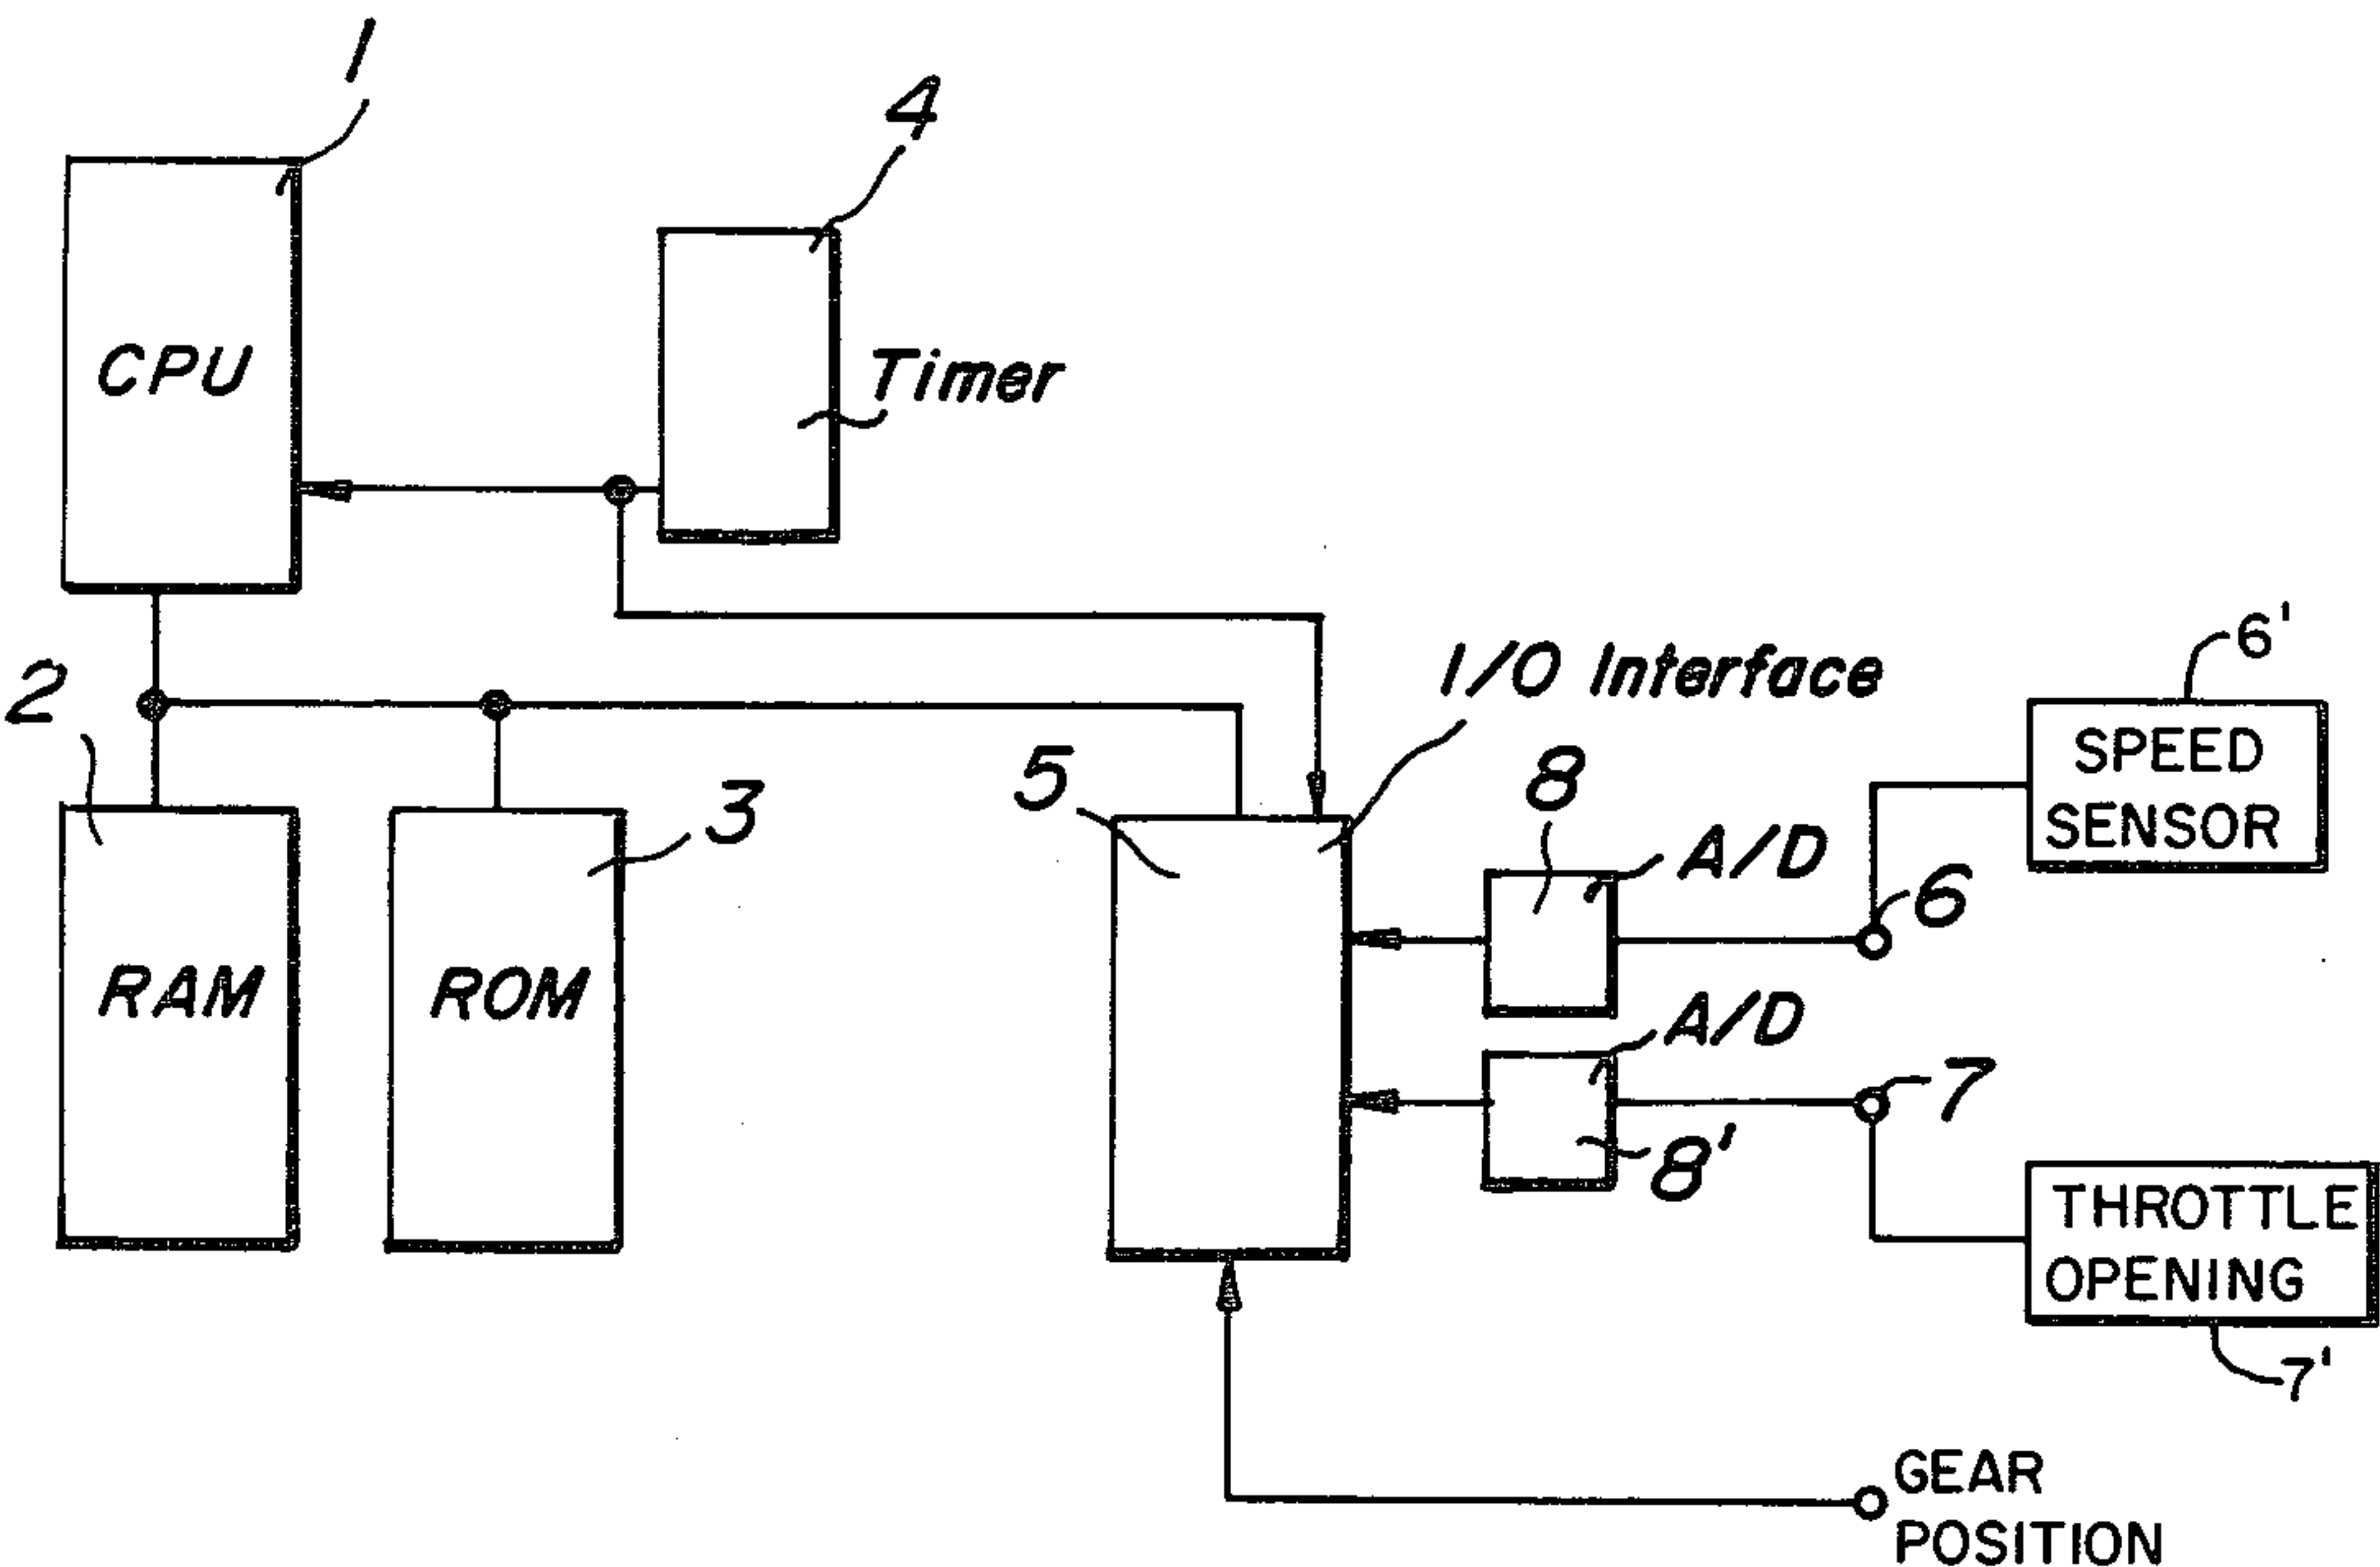 1
4
CPU
Timer
6'
I/O Interface
2
SPEED
SENSOR
5
8
3
A/D
6
RAM
ROM
A/D
7
8'
THROTTLE
OPENING
7'
GEAR
POSITION